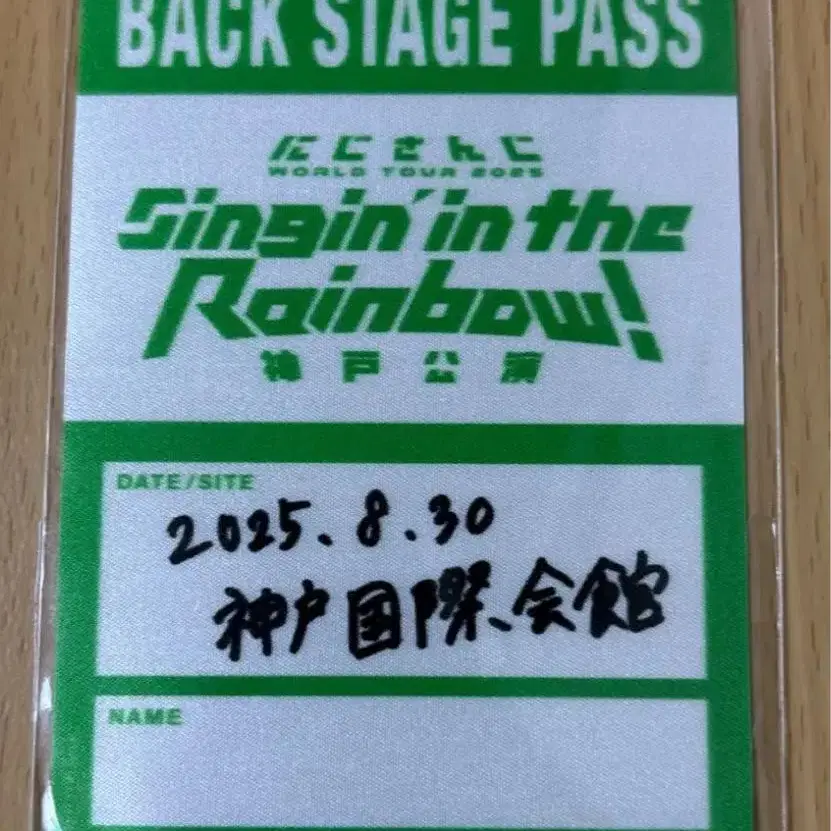 BACK STAGE PASS
にじさんじ
WORLD TOUR 2025
Singin' in the
Rainbow!
神戸公演
DATE/SITE
2025.8.30
神戸国際会館
NAME